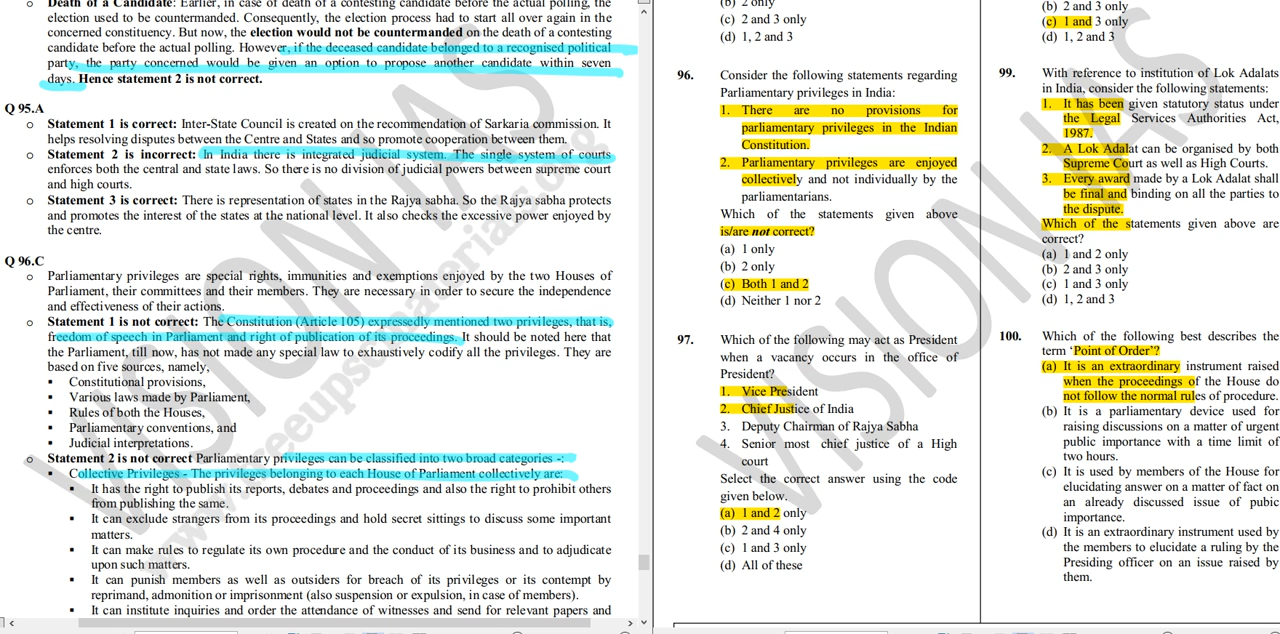 o Death of a Candidate: Earlier, in case of death of a contesting candidate before the actual polling, the
election used to be countermanded. Consequently, the election process had to start all over again in the
concerned constituency. But now, the election would not be countermanded on the death of a contesting
candidate before the actual polling. However, if the deceased candidate belonged to a recognised political
party, the party concerned would be given an option to propose another candidate within seven
days. Hence statement 2 is not correct.
Q 95.A
o Statement 1 is correct: Inter-State Council is created on the recommendation of Sarkaria commission. It
helps resolving disputes between the Centre and States and so promote cooperation between them.
o Statement 2 is incorrect: In India there is integrated judicial system. The single system of courts
enforces both the central and state laws. So there is no division of judicial powers between supreme court
and high courts.
o Statement 3 is correct: There is representation of states in the Rajya sabha. So the Rajya sabha protects
and promotes the interest of the states at the national level. It also checks the excessive power enjoyed by
the centre.
Q 96.C
o Parliamentary privileges are special rights, immunities and exemptions enjoyed by the two Houses of
Parliament, their committees and their members. They are necessary in order to secure the independence
and effectiveness of their actions.
o Statement 1 is not correct: The Constitution (Article 105) expressedly mentioned two privileges, that is,
freedom of speech in Parliament and right of publication of its proceedings. It should be noted here that
the Parliament, till now, has not made any special law to exhaustively codify all the privileges. They are
based on five sources, namely,
▪ Constitutional provisions,
▪ Various laws made by Parliament,
▪ Rules of both the Houses,
▪ Parliamentary conventions, and
▪ Judicial interpretations.
o Statement 2 is not correct Parliamentary privileges can be classified into two broad categories -:
▪ Collective Privileges - The privileges belonging to each House of Parliament collectively are:
▪ It has the right to publish its reports, debates and proceedings and also the right to prohibit others
from publishing the same.
▪ It can exclude strangers from its proceedings and hold secret sittings to discuss some important
matters.
▪ It can make rules to regulate its own procedure and the conduct of its business and to adjudicate
upon such matters.
▪ It can punish members as well as outsiders for breach of its privileges or its contempt by
reprimand, admonition or imprisonment (also suspension or expulsion, in case of members).
▪ It can institute inquiries and order the attendance of witnesses and send for relevant papers and
VISION IAS
(b) 2 only
(c) 2 and 3 only
(d) 1, 2 and 3
96. Consider the following statements regarding
Parliamentary privileges in India:
1. There are no provisions for
parliamentary privileges in the Indian
Constitution.
2. Parliamentary privileges are enjoyed
collectively and not individually by the
parliamentarians.
Which of the statements given above
is/are not correct?
(a) 1 only
(b) 2 only
(c) Both 1 and 2
(d) Neither 1 nor 2
97. Which of the following may act as President
when a vacancy occurs in the office of
President?
1. Vice President
2. Chief Justice of India
3. Deputy Chairman of Rajya Sabha
4. Senior most chief justice of a High
court
Select the correct answer using the code
given below.
(a) 1 and 2 only
(b) 2 and 4 only
(c) 1 and 3 only
(d) All of these
(b) 2 and 3 only
(c) 1 and 3 only
(d) 1, 2 and 3
99. With reference to institution of Lok Adalats
in India, consider the following statements:
1. It has been given statutory status under
the Legal Services Authorities Act,
1987.
2. A Lok Adalat can be organised by both
Supreme Court as well as High Courts.
3. Every award made by a Lok Adalat shall
be final and binding on all the parties to
the dispute.
Which of the statements given above are
correct?
(a) 1 and 2 only
(b) 2 and 3 only
(c) 1 and 3 only
(d) 1, 2 and 3
100. Which of the following best describes the
term ‘Point of Order’?
(a) It is an extraordinary instrument raised
when the proceedings of the House do
not follow the normal rules of procedure.
(b) It is a parliamentary device used for
raising discussions on a matter of urgent
public importance with a time limit of
two hours.
(c) It is used by members of the House for
elucidating answer on a matter of fact on
an already discussed issue of pubic
importance.
(d) It is an extraordinary instrument used by
the members to elucidate a ruling by the
Presiding officer on an issue raised by
them.
VISION IAS